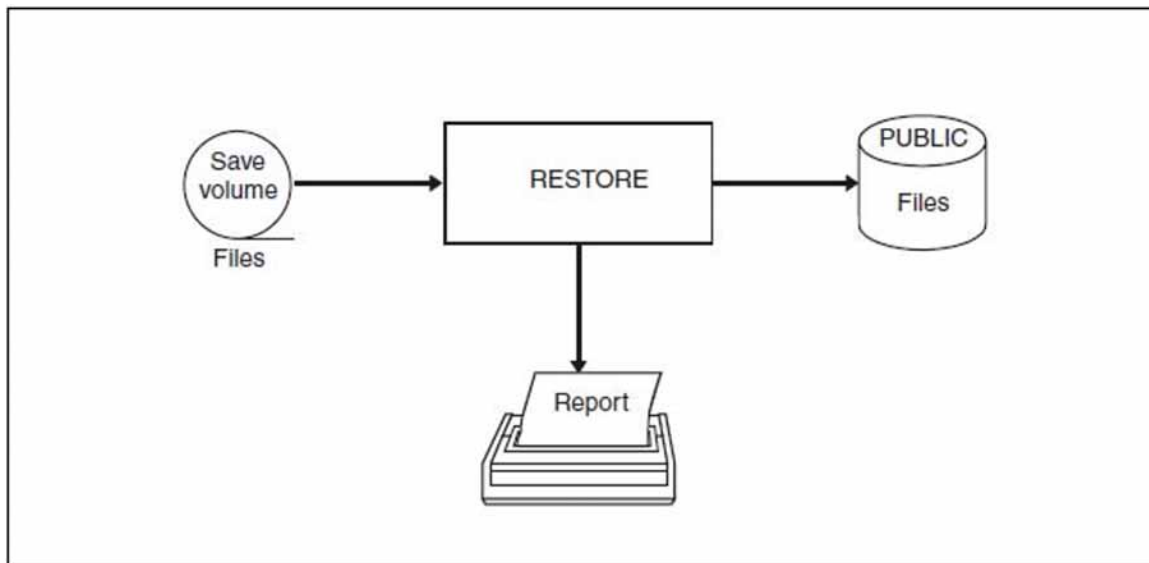 Save
volume
Files
RESTORE
PUBLIC
Files
Report